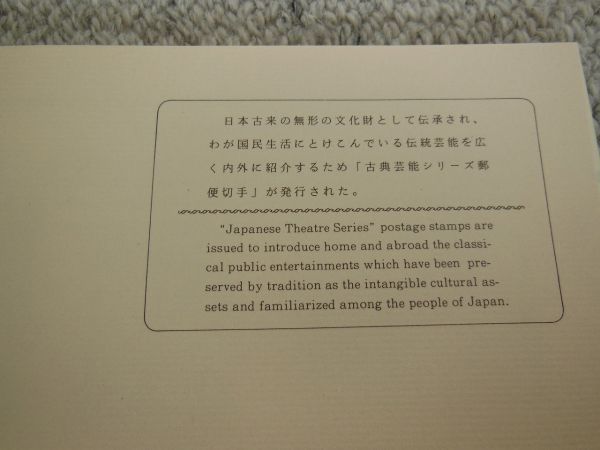 日本古来の無形の文化財として伝承され、
わが国民生活にとけこんでいる伝統芸能を広
く内外に紹介するため「古典芸能シリーズ郵
便切手」が発行された。
"Japanese Theatre Series" postage stamps are
issued to introduce home and abroad the classi-
cal public entertainments which have been pre-
served by tradition as the intangible cultural as-
sets and familiarized among the people of Japan.